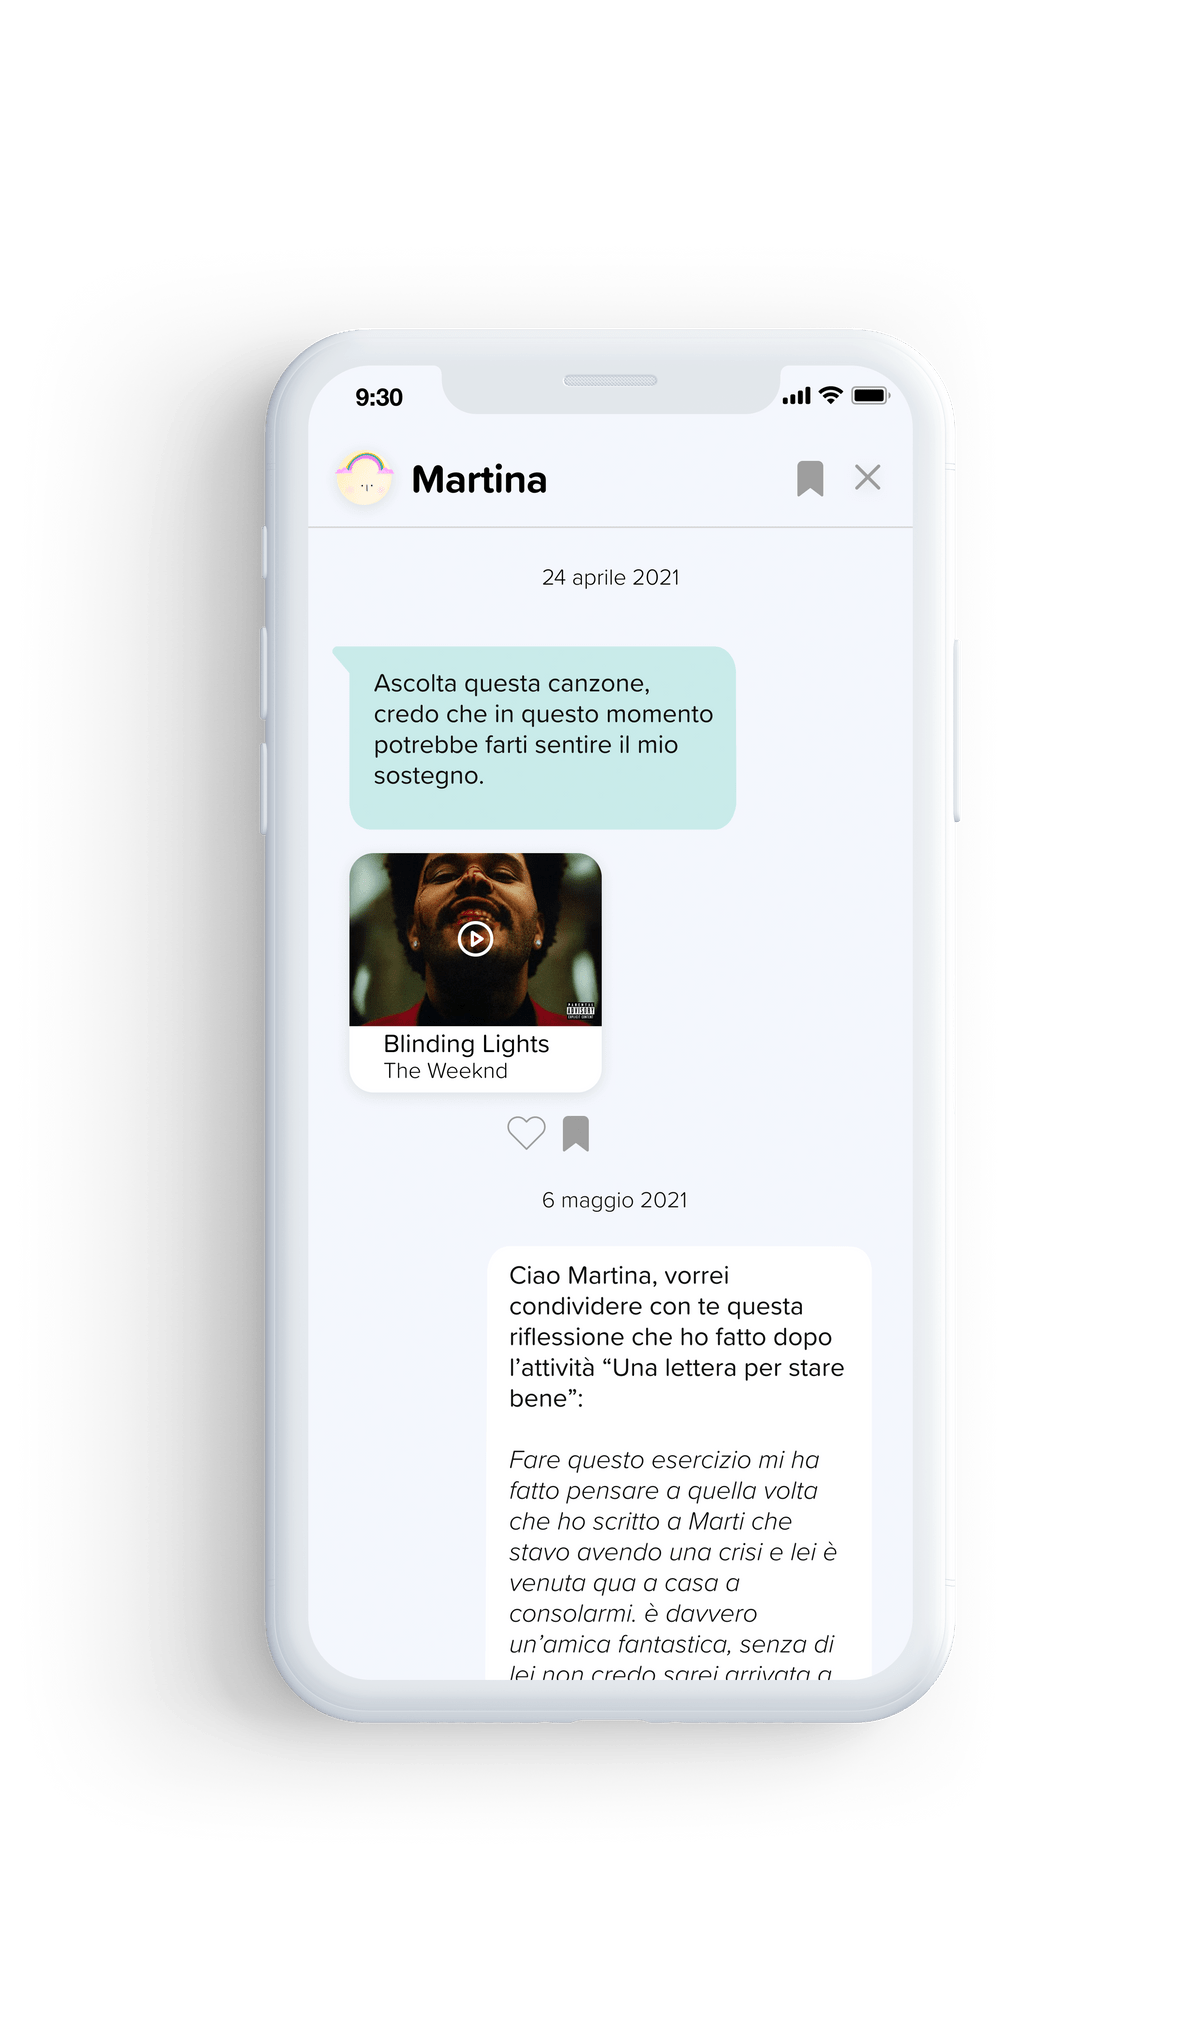 9:30
Martina
24 aprile 2021
Ascolta questa canzone,
credo che in questo momento
potrebbe farti sentire il mio
sostegno.
PARENTAL
ADVISORY
EXPLICIT CONTENT
Blinding Lights
The Weeknd
6 maggio 2021
Ciao Martina, vorrei
condividere con te questa
riflessione che ho fatto dopo
l’attività “Una lettera per stare
bene”:
Fare questo esercizio mi ha
fatto pensare a quella volta
che ho scritto a Marti che
stavo avendo una crisi e lei è
venuta qua a casa a
consolarmi. è davvero
un’amica fantastica, senza di
lei non credo sarei arrivata a